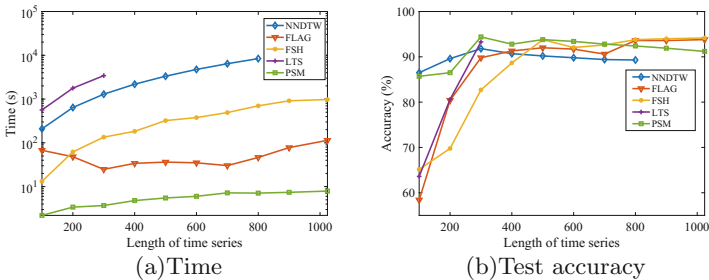 10^5
10^4
10^3
10^2
10^1
Time (s)
200 400 600 800 1000
Length of time series
NNDTW
FLAG
FSH
LTS
PSM
(a)Time
100
90
80
70
60
Accuracy (%)
200 400 600 800 1000
Length of time series
NNDTW
FLAG
FSH
LTS
PSM
(b)Test accuracy